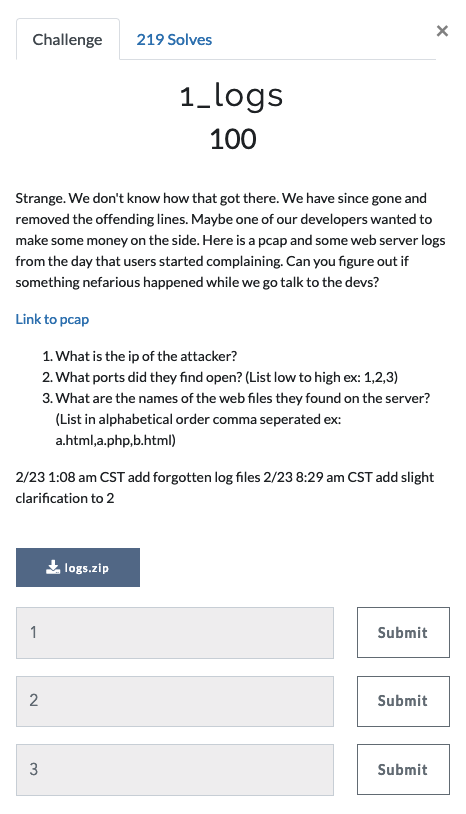 Challenge
219 Solves
×
1_logs
100
Strange. We don't know how that got there. We have since gone and
removed the offending lines. Maybe one of our developers wanted to
make some money on the side. Here is a pcap and some web server logs
from the day that users started complaining. Can you figure out if
something nefarious happened while we go talk to the devs?
Link to pcap
1. What is the ip of the attacker?
2. What ports did they find open? (List low to high ex: 1,2,3)
3. What are the names of the web files they found on the server?
(List in alphabetical order comma seperated ex:
a.html,a.php,b.html)
2/23 1:08 am CST add forgotten log files 2/23 8:29 am CST add slight
clarification to 2
logs.zip
1
Submit
2
Submit
3
Submit